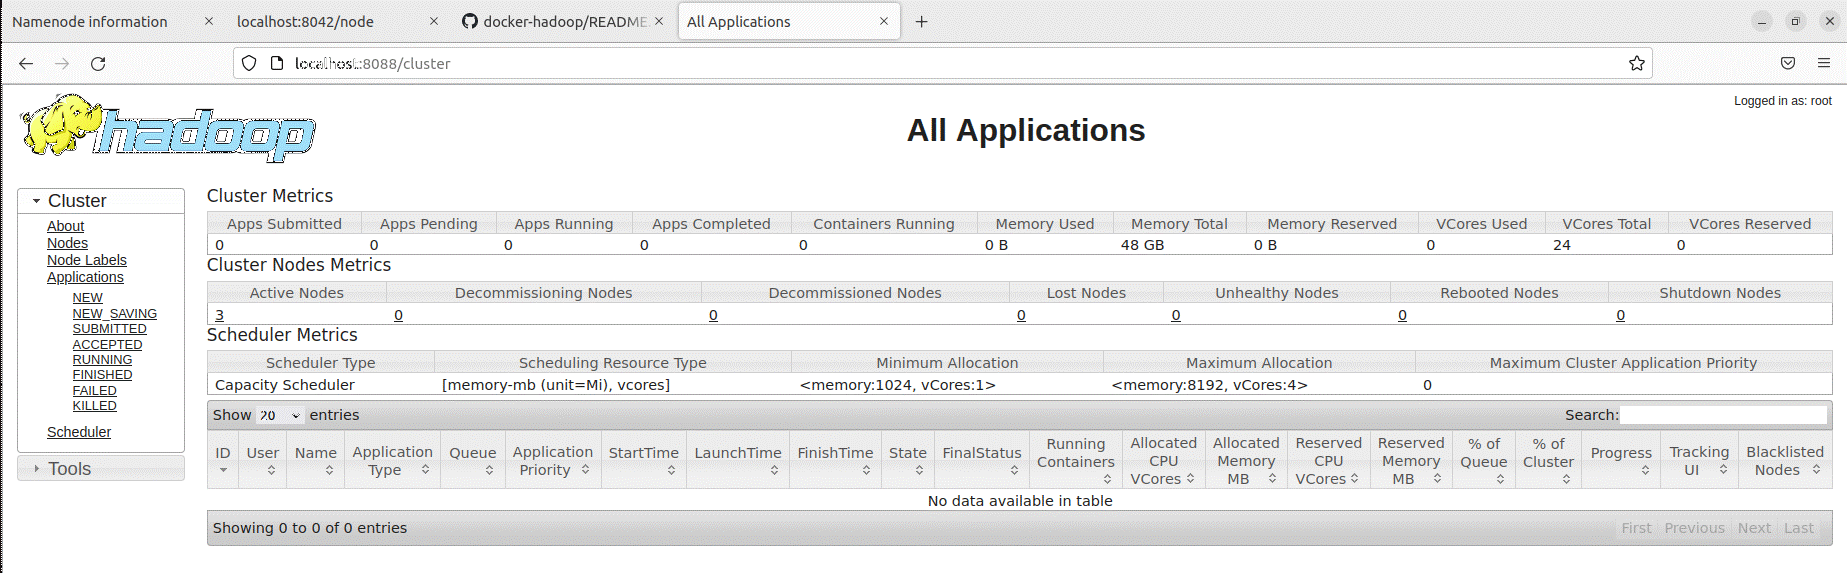 Namenode information
localhost:8042/node
docker-hadoop/README.
All Applications
localhost:8088/cluster
Logged in as: root
hadoop
All Applications
Cluster
About
Nodes
Node Labels
Applications
NEW
NEW_SAVING
SUBMITTED
ACCEPTED
RUNNING
FINISHED
FAILED
KILLED
Scheduler
Tools
Cluster Metrics
Apps Submitted Apps Pending Apps Running Apps Completed Containers Running Memory Used Memory Total Memory Reserved VCores Used VCores Total VCores Reserved
0 0 0 0 0 0 B 48 GB 0 B 0 24 0
Cluster Nodes Metrics
Active Nodes Decommissioning Nodes Decommissioned Nodes Lost Nodes Unhealthy Nodes Rebooted Nodes Shutdown Nodes
3 0 0 0 0 0 0
Scheduler Metrics
Scheduler Type Scheduling Resource Type Minimum Allocation Maximum Allocation Maximum Cluster Application Priority
Capacity Scheduler [memory-mb (unit=Mi), vcores] <memory:1024, vCores:1> <memory:8192, vCores:4> 0
Show 20 entries Search:
ID User Name Application Type Queue Application Priority StartTime LaunchTime FinishTime State FinalStatus Running Containers Allocated CPU VCores Allocated Memory MB Reserved CPU VCores Reserved Memory MB % of Queue % of Cluster Progress Tracking UI Blacklisted Nodes
No data available in table
Showing 0 to 0 of 0 entries First Previous Next Last